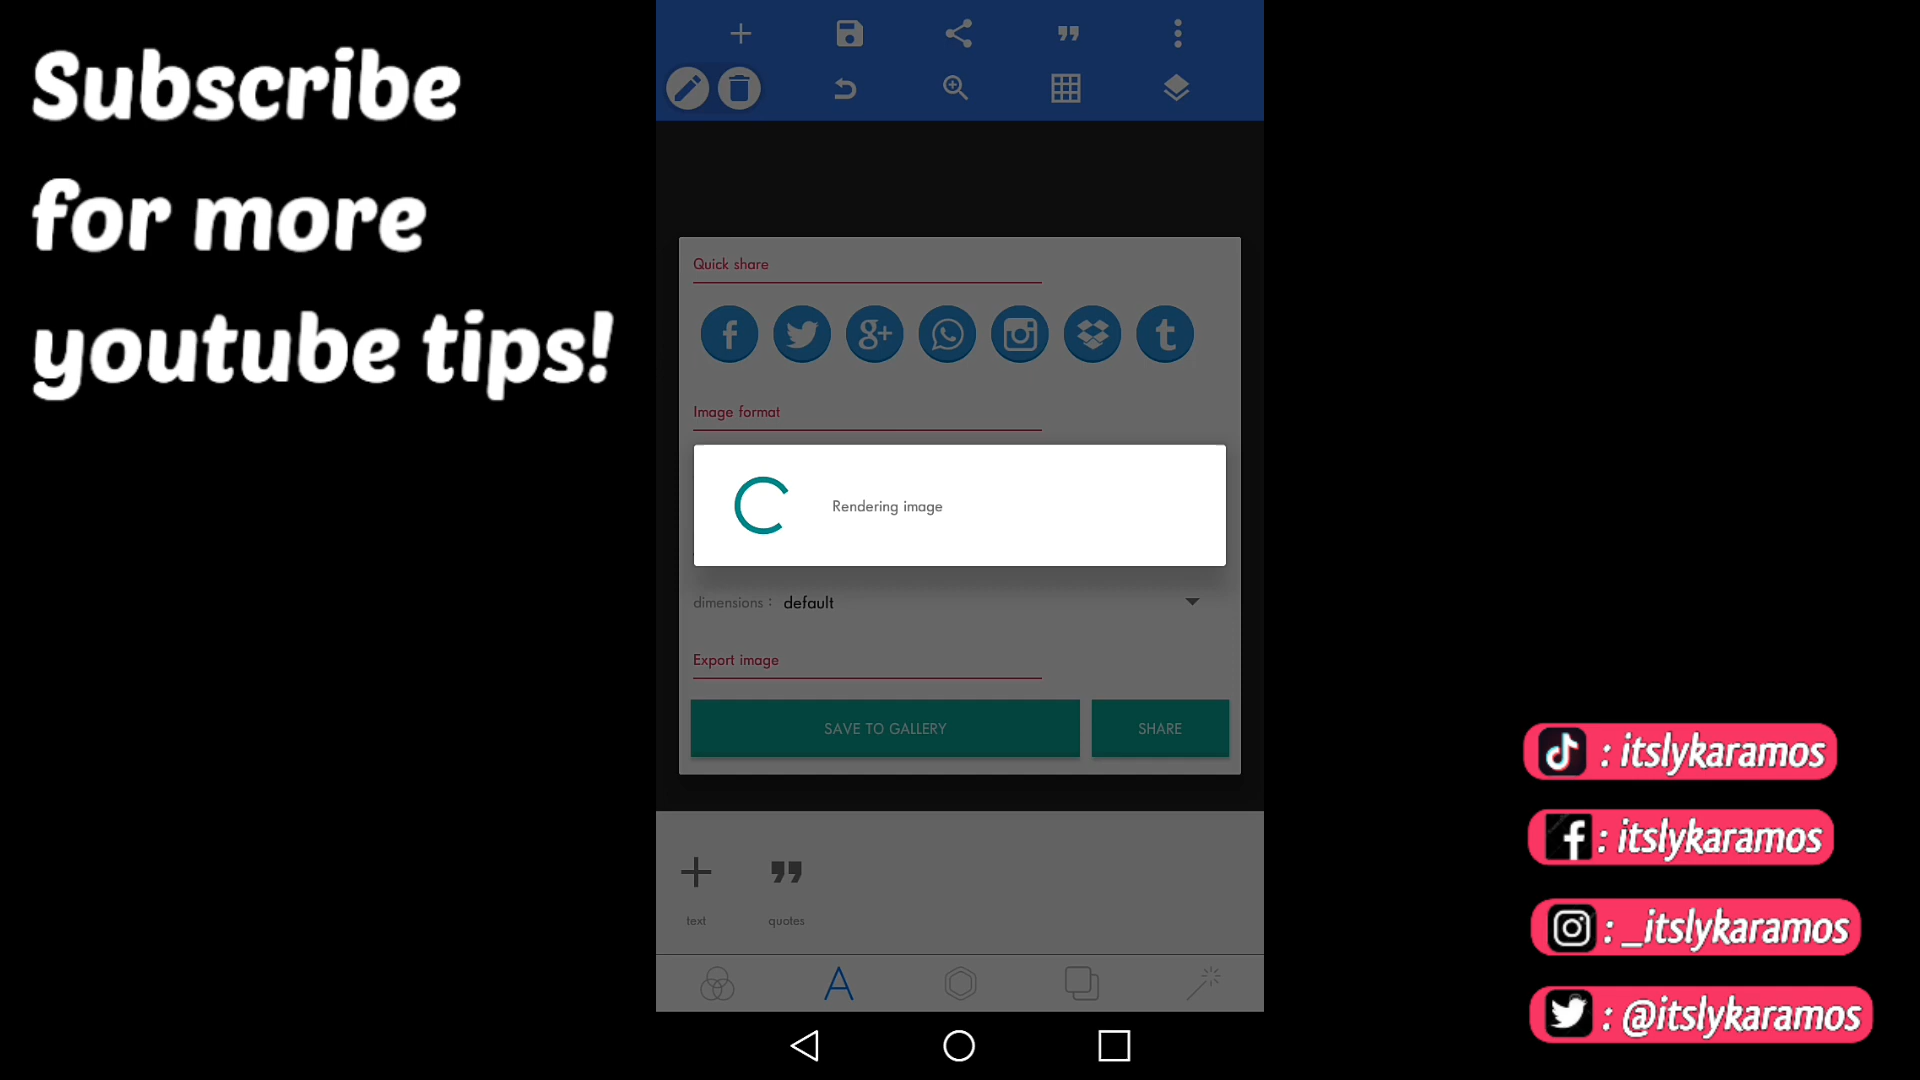 Subscribe
for more
youtube tips!
Quick share
Image format
Rendering image
dimensions : default
Export image
SAVE TO GALLERY
SHARE
text
quotes
: itslykaramos
: itslykaramos
: _itslykaramos
: @itslykaramos